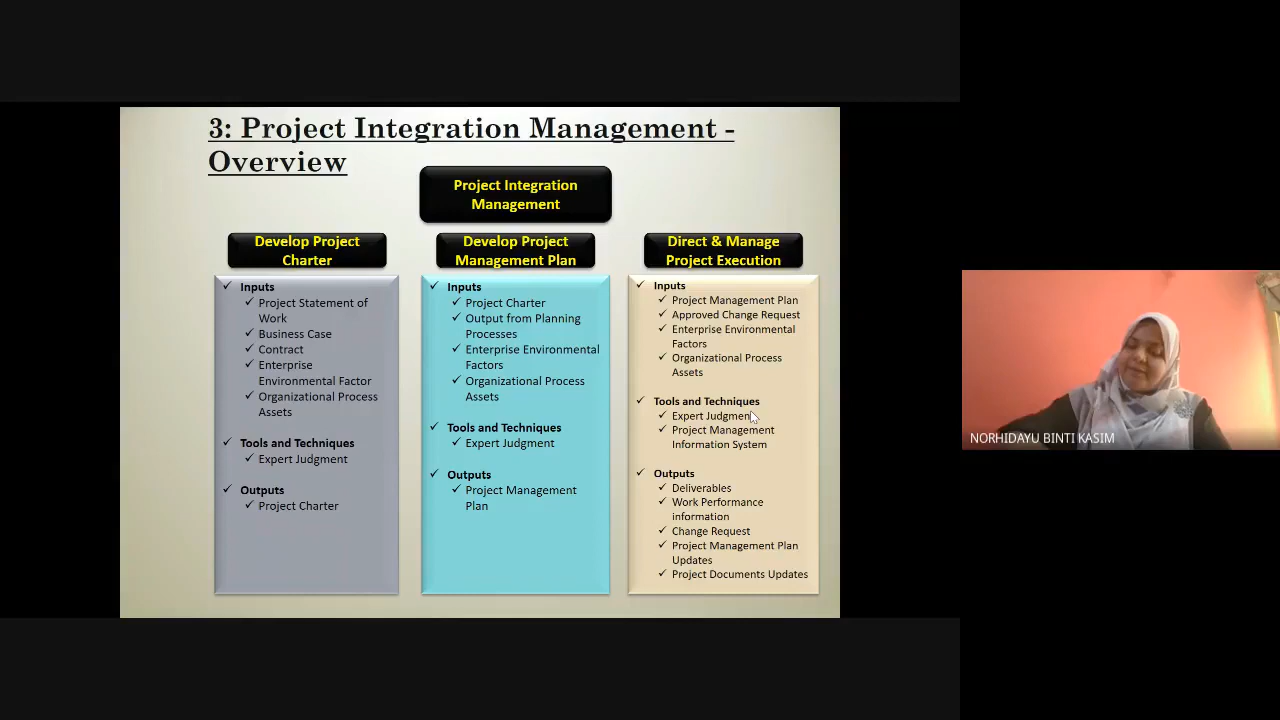 3: Project Integration Management -
Overview
Project Integration
Management
Develop Project
Charter
Inputs
Project Statement of
Work
Business Case
Contract
Enterprise
Environmental Factor
Organizational Process
Assets
Tools and Techniques
Expert Judgment
Outputs
Project Charter
Develop Project
Management Plan
Inputs
Project Charter
Output from Planning
Processes
Enterprise Environmental
Factors
Organizational Process
Assets
Tools and Techniques
Expert Judgment
Outputs
Project Management
Plan
Direct & Manage
Project Execution
Inputs
Project Management Plan
Approved Change Request
Enterprise Environmental
Factors
Organizational Process
Assets
Tools and Techniques
Expert Judgment
Project Management
Information System
Outputs
Deliverables
Work Performance
information
Change Request
Project Management Plan
Updates
Project Documents Updates
NORHIDAYU BINTI KASIM